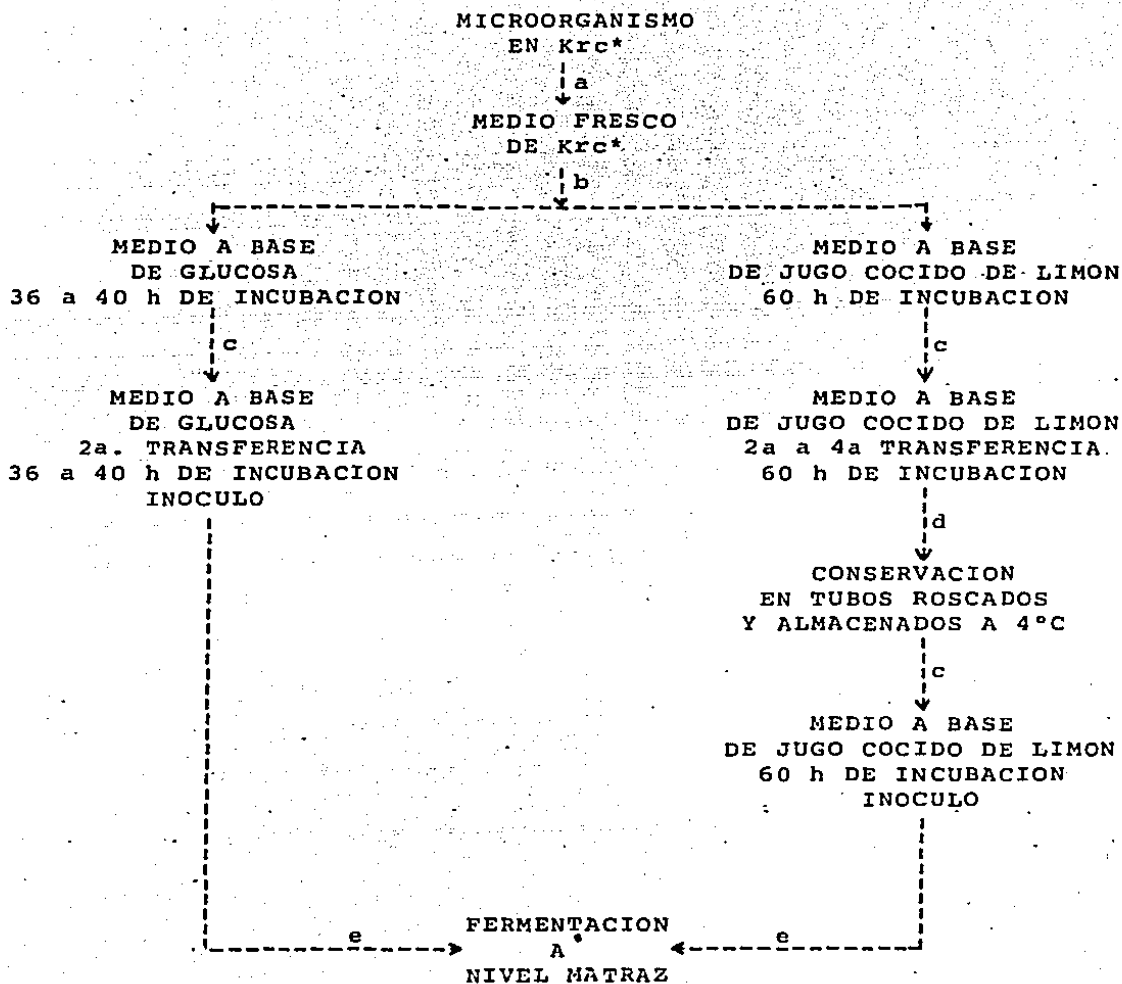 MICROORGANISMO
EN Krc*
a
MEDIO FRESCO
DE Krc*
b
MEDIO A BASE
DE GLUCOSA
36 a 40 h DE INCUBACION
MEDIO A BASE
DE JUGO COCIDO DE LIMON
60 h DE INCUBACION
c
c
MEDIO A BASE
DE GLUCOSA
2a. TRANSFERENCIA
36 a 40 h DE INCUBACION
INOCULO
MEDIO A BASE
DE JUGO COCIDO DE LIMON
2a a 4a TRANSFERENCIA
60 h DE INCUBACION
d
CONSERVACION
EN TUBOS ROSCADOS
Y ALMACENADOS A 4°C
c
MEDIO A BASE
DE JUGO COCIDO DE LIMON
60 h DE INCUBACION
INOCULO
e
e
FERMENTACION
A
NIVEL MATRAZ